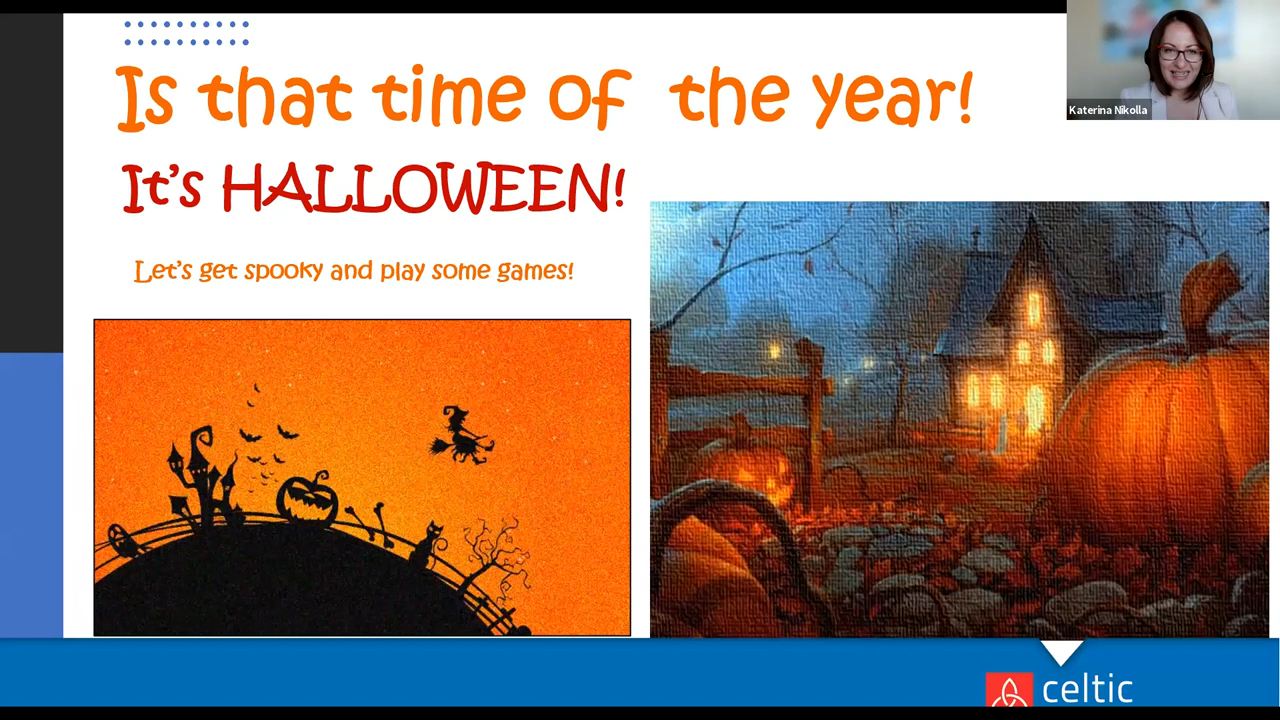 Is that time of the year!
It's HALLOWEEN!
Let's get spooky and play some games!
Katerina Nikolla
celtic